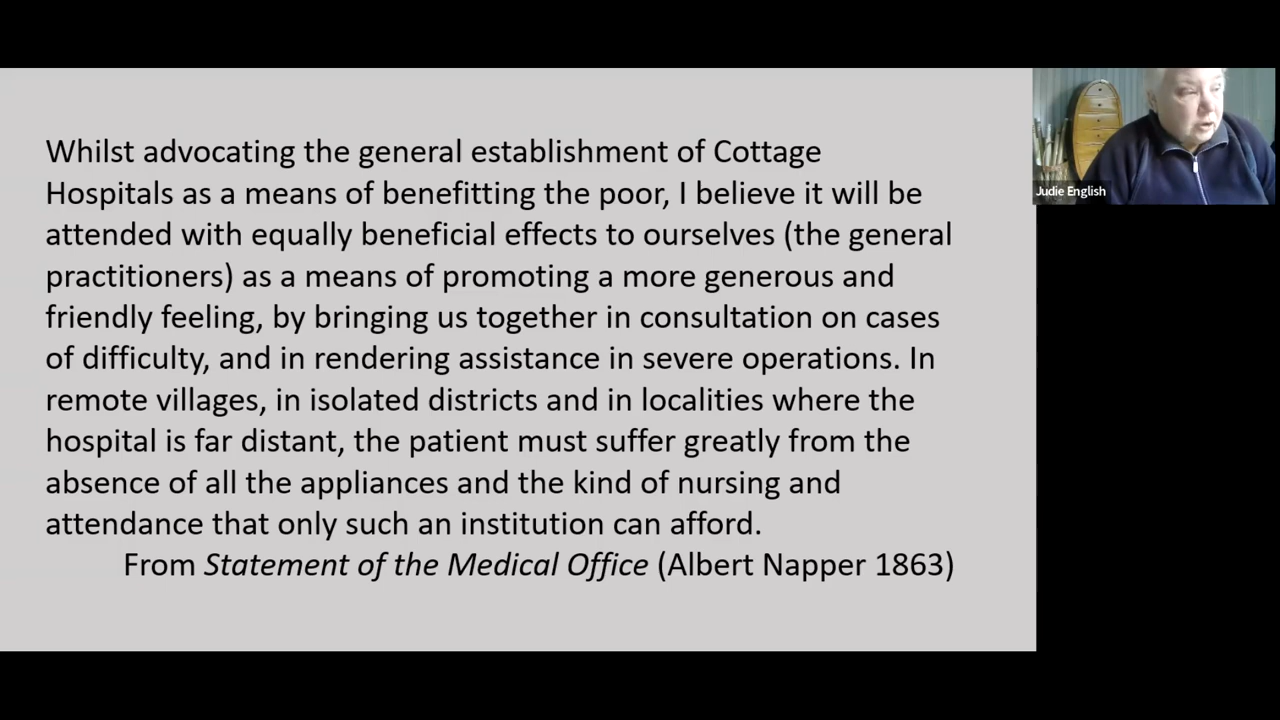 Whilst advocating the general establishment of Cottage
Hospitals as a means of benefitting the poor, I believe it will be
attended with equally beneficial effects to ourselves (the general
practitioners) as a means of promoting a more generous and
friendly feeling, by bringing us together in consultation on cases
of difficulty, and in rendering assistance in severe operations. In
remote villages, in isolated districts and in localities where the
hospital is far distant, the patient must suffer greatly from the
absence of all the appliances and the kind of nursing and
attendance that only such an institution can afford.
From Statement of the Medical Office (Albert Napper 1863)
Judie English